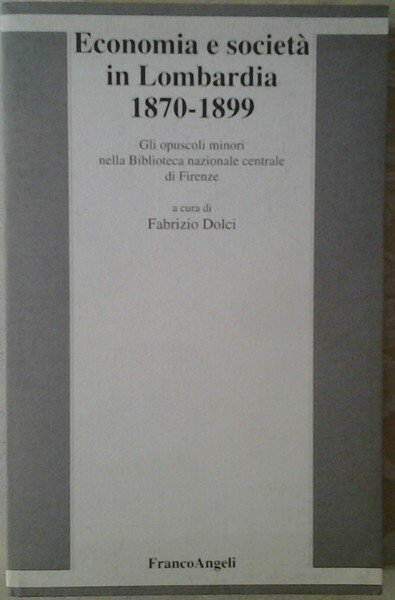 Economia e società
in Lombardia
1870-1899
Gli opuscoli minori
nella Biblioteca nazionale centrale
di Firenze
a cura di
Fabrizio Dolci
FrancoAngeli